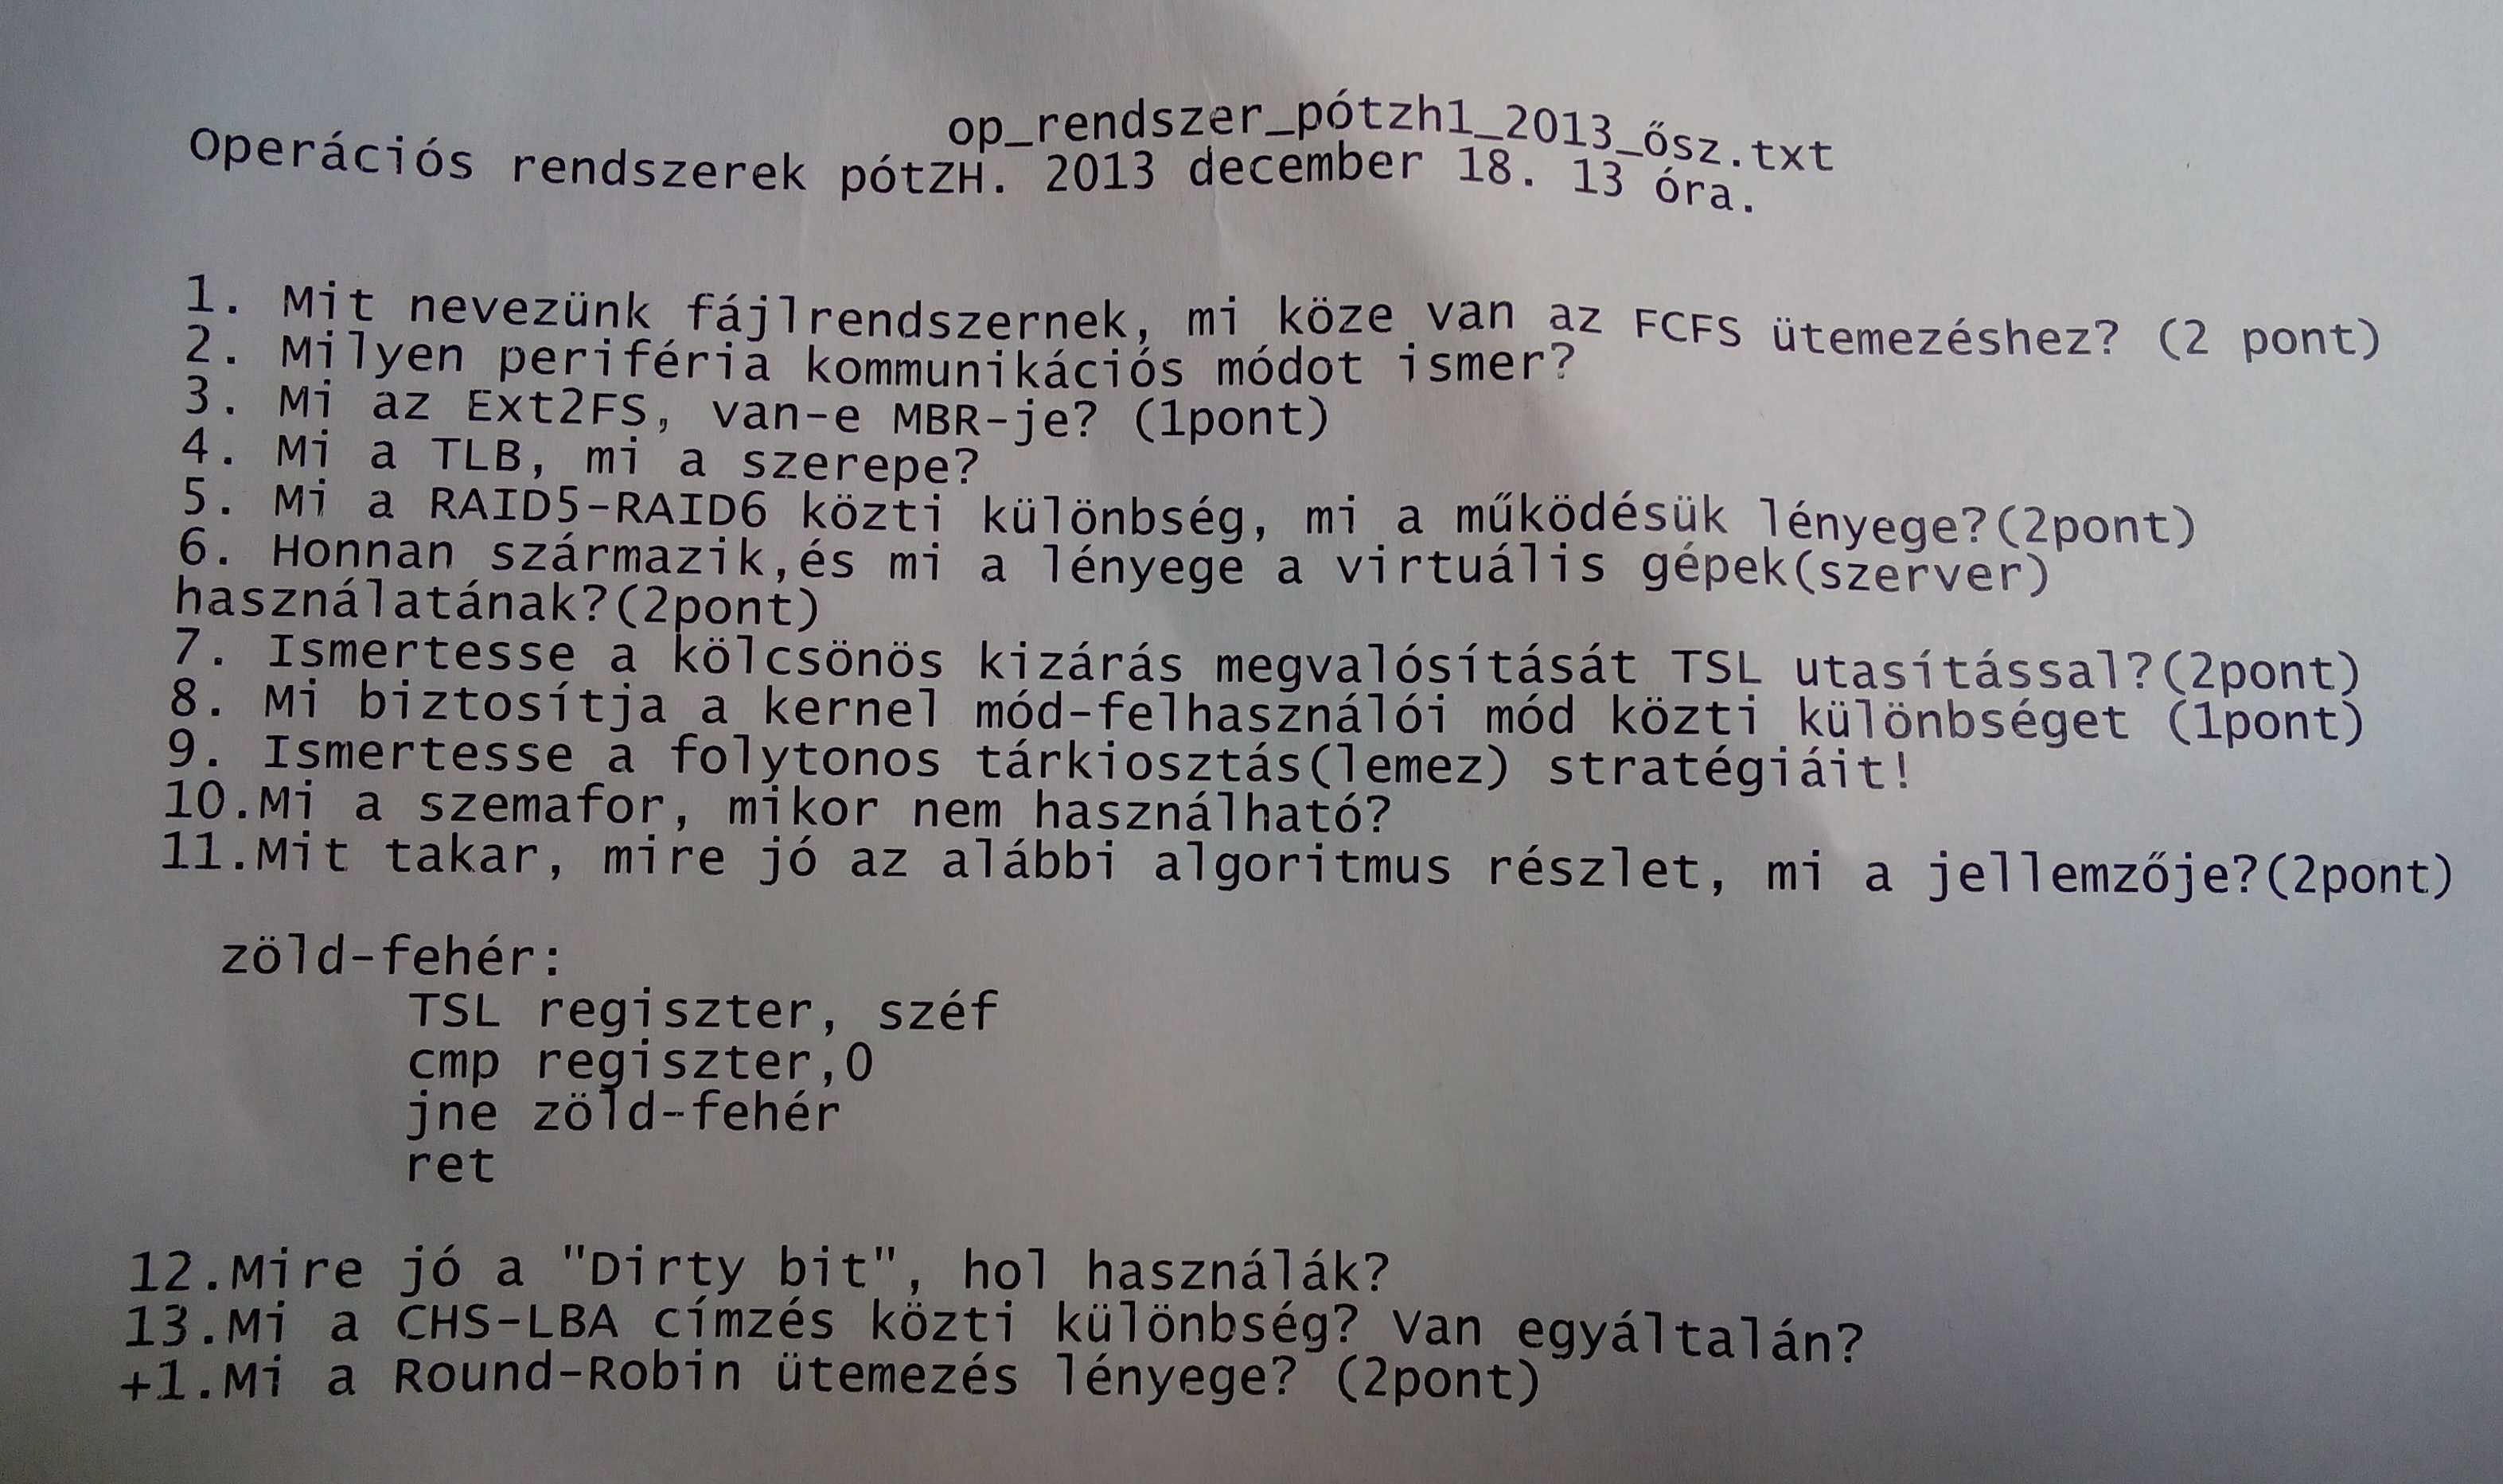 op_rendszer_pótzh1_2013_ősz.txt
Operációs rendszerek pótZH. 2013 december 18. 13 óra.
1. Mit nevezünk fájlrendszernek, mi köze van az FCFS ütemezéshez? (2 pont)
2. Milyen periféria kommunikációs módot ismer?
3. Mi az Ext2FS, van-e MBR-je? (1pont)
4. Mi a TLB, mi a szerepe?
5. Mi a RAID5-RAID6 közti különbség, mi a működésük lényege?(2pont)
6. Honnan származik,és mi a lényege a virtuális gépek(szerver)
használatának?(2pont)
7. Ismertesse a kölcsönös kizárás megvalósítását TSL utasítással?(2pont)
8. Mi biztosítja a kernel mód-felhasználói mód közti különbséget (1pont)
9. Ismertesse a folytonos tárkiosztás(lemez) stratégiáit!
10.Mi a szemafor, mikor nem használható?
11.Mit takar, mire jó az alábbi algoritmus részlet, mi a jellemzője?(2pont)
zöld-fehér:
TSL regiszter, széf
cmp regiszter,0
jne zöld-fehér
ret
12.Mire jó a "Dirty bit", hol használák?
13.Mi a CHS-LBA címzés közti különbség? Van egyáltalán?
+1.Mi a Round-Robin ütemezés lényege? (2pont)